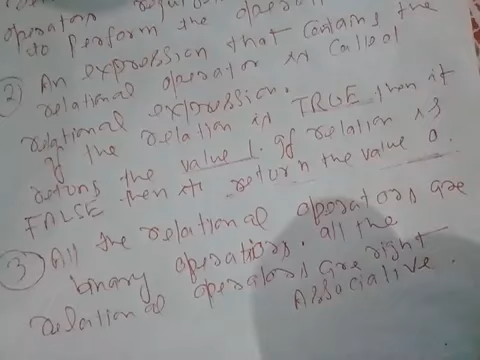 operators
to perform the
② An expression that contains the
relational operator is called
relational expression.
If the relation is TRUE then it
returns the value 1. If relation is
FALSE then it return the value 0.
③ All the relational operators are
binary operators. all the
relational operators are right
Associative.